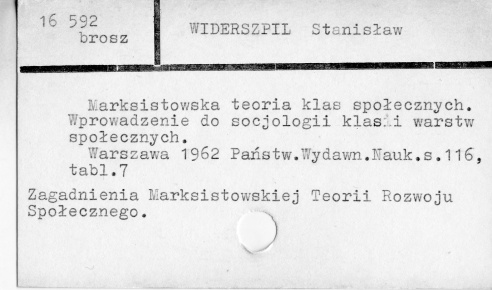 16 592
brosz
WIDERSZPIL Stanisław
Marksistowska teoria klas społecznych.
Wprowadzenie do socjologii klas i warstw
społecznych.
Warszawa 1962 Państw.Wydawn.Nauk.s.116,
tabl.7
Zagadnienia Marksistowskiej Teorii Rozwoju
Społecznego.